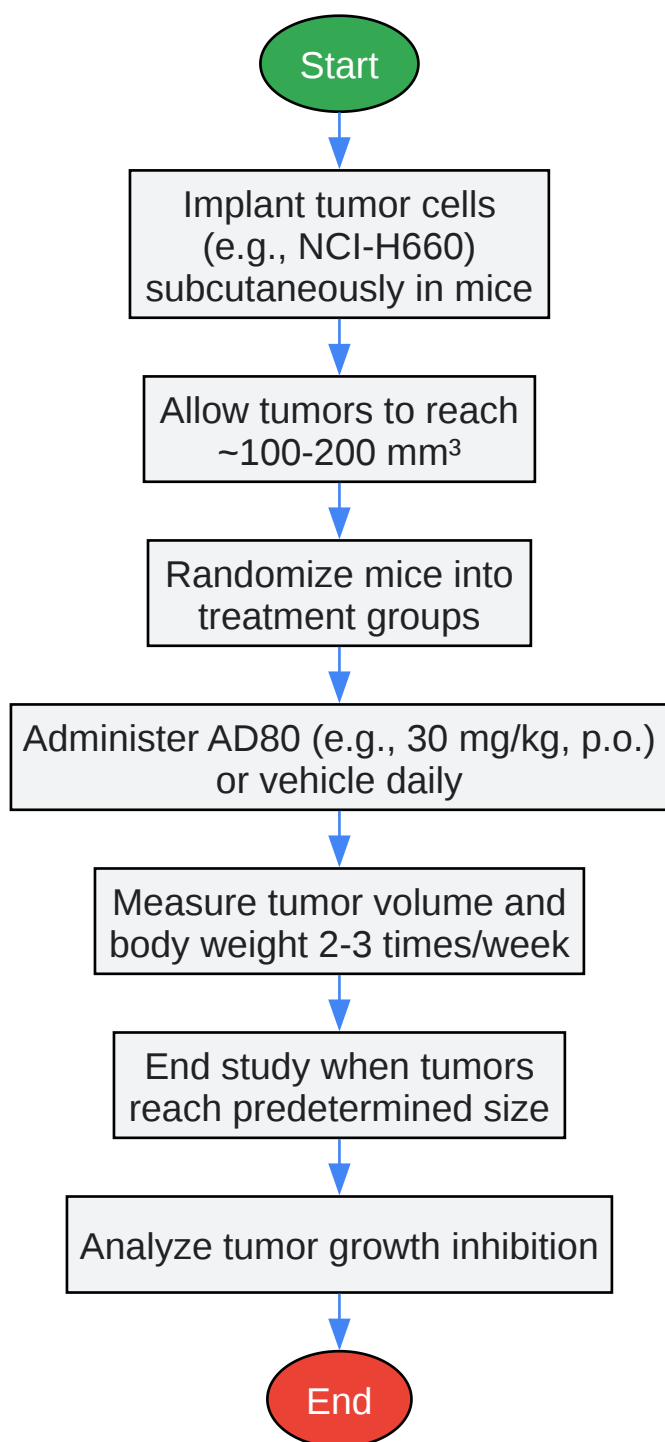 Start
Implant tumor cells
(e.g., NCI-H660)
subcutaneously in mice
Allow tumors to reach
~100-200 mm³
Randomize mice into
treatment groups
Administer AD80 (e.g., 30 mg/kg, p.o.)
or vehicle daily
Measure tumor volume and
body weight 2-3 times/week
End study when tumors
reach predetermined size
Analyze tumor growth inhibition
End